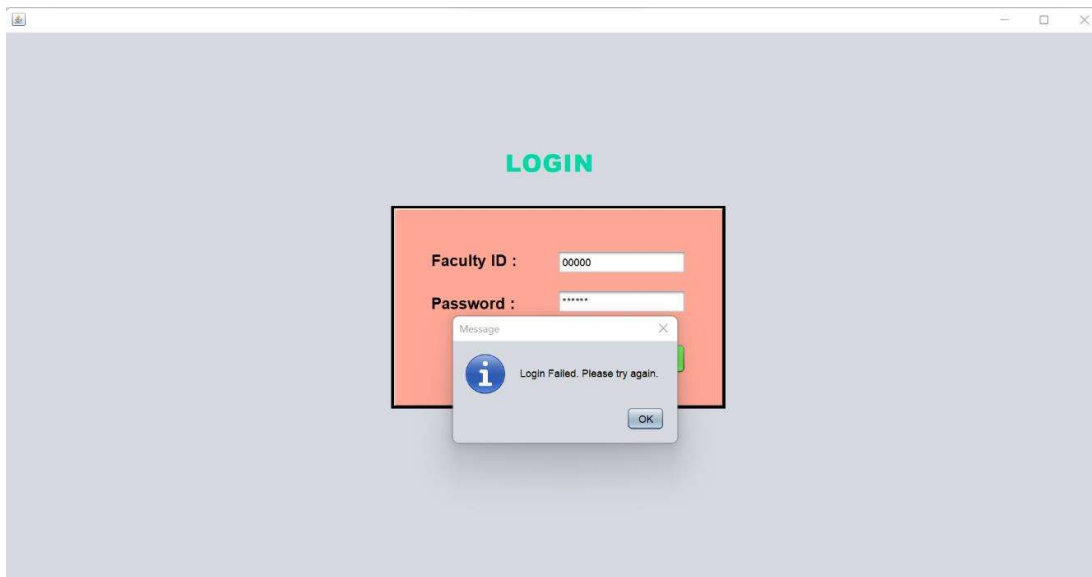 LOGIN
Faculty ID :
00000
Password :
******
Message
Login Failed. Please try again.
OK